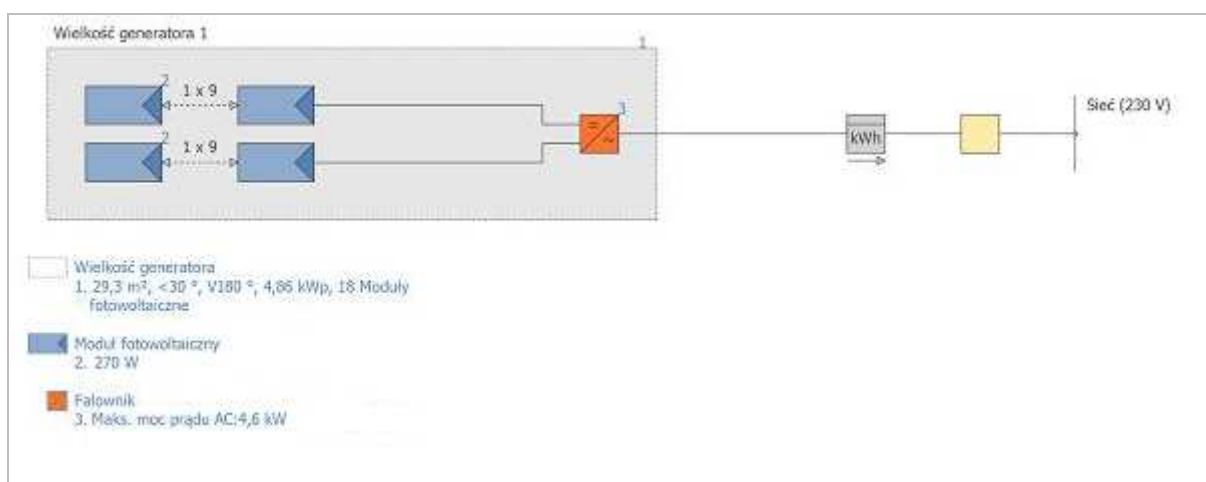 Wielkość generatora 1
1
2
1 x 9
3
2
1 x 9
=
~
kWh
Sieć (230 V)
Wielkość generatora
1. 29,3 m², <30 °, V180 °, 4,86 kWp, 18 Moduły
fotowoltaiczne
Moduł fotowoltaiczny
2. 270 W
Falownik
3. Maks. moc prądu AC:4,6 kW